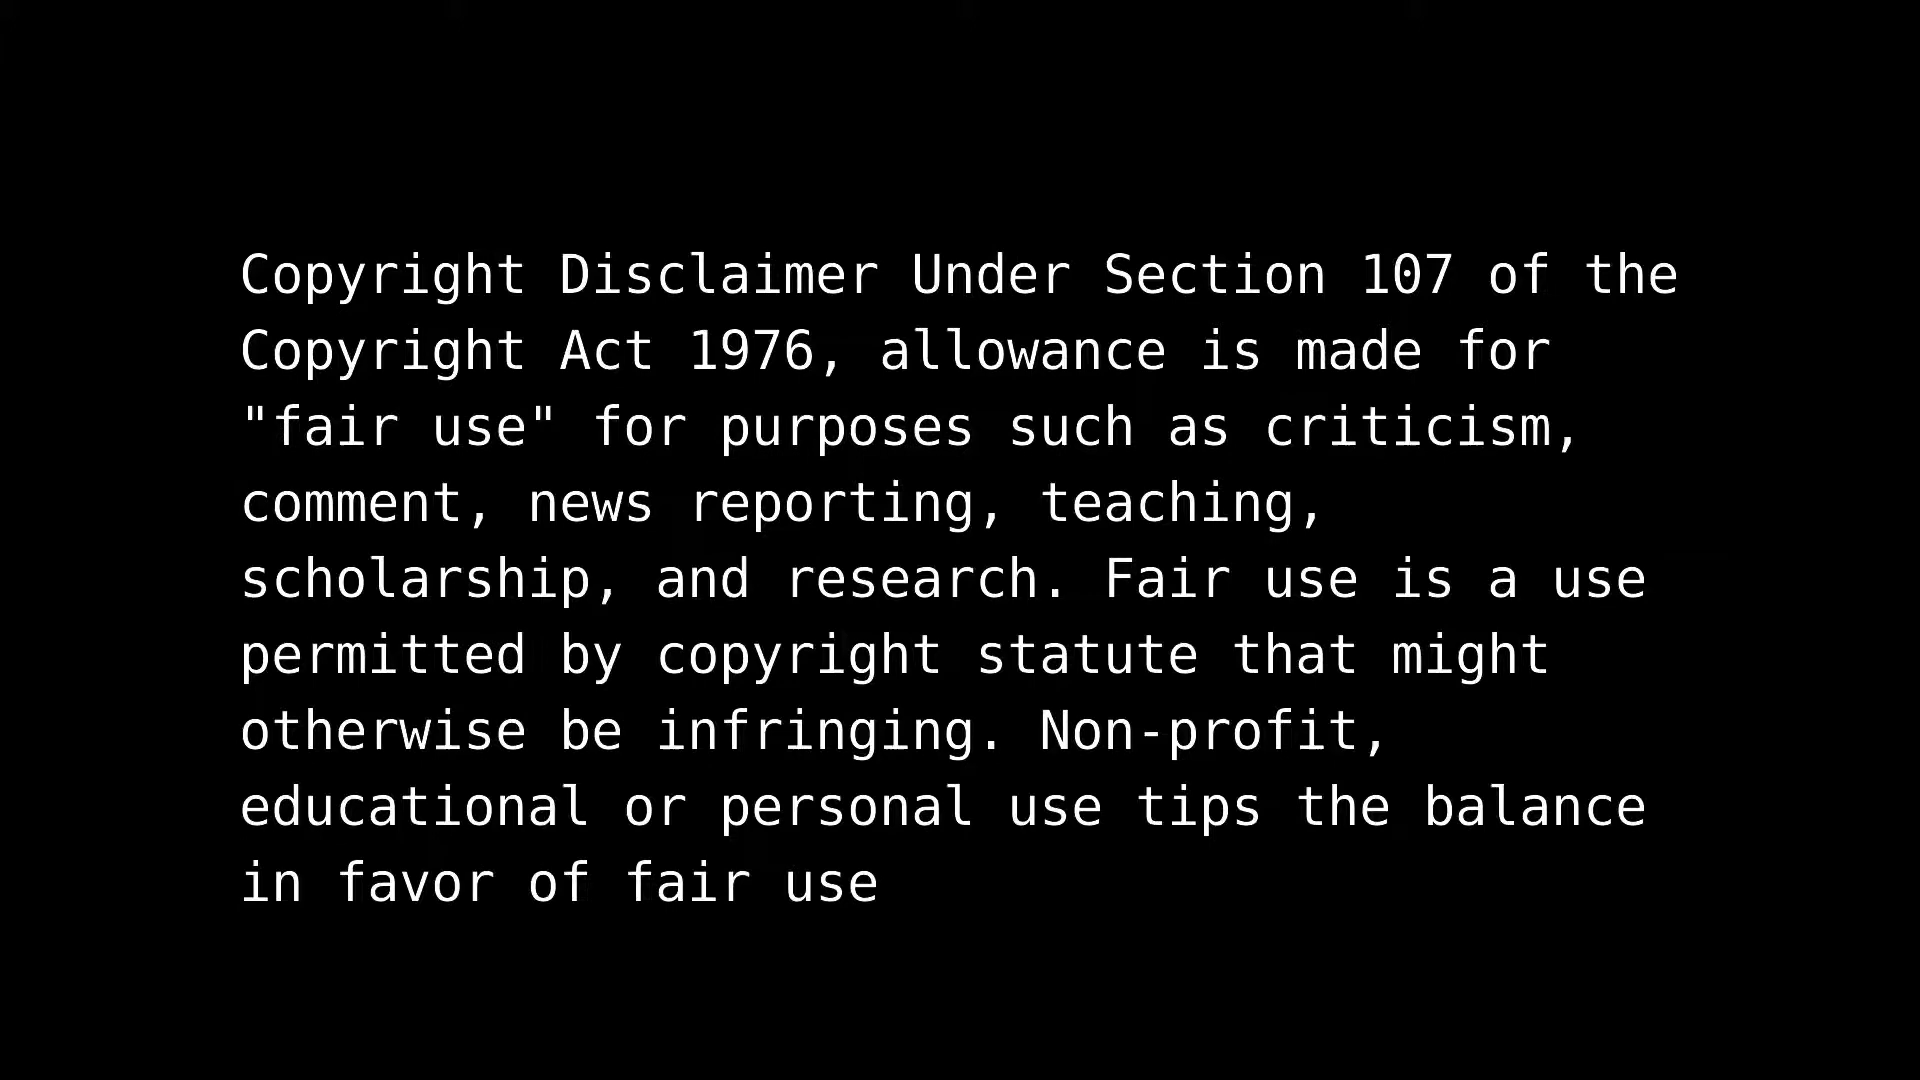 Copyright Disclaimer Under Section 107 of the
Copyright Act 1976, allowance is made for
"fair use" for purposes such as criticism,
comment, news reporting, teaching,
scholarship, and research. Fair use is a use
permitted by copyright statute that might
otherwise be infringing. Non-profit,
educational or personal use tips the balance
in favor of fair use